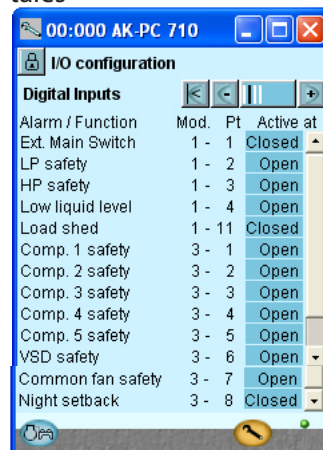 00:000 AK-PC 710
I/O configuration
Digital Inputs
Alarm / Function Mod. Pt Active at
Ext. Main Switch 1 - 1 Closed
LP safety 1 - 2 Open
HP safety 1 - 3 Open
Low liquid level 1 - 4 Open
Load shed 1 - 11 Closed
Comp. 1 safety 3 - 1 Open
Comp. 2 safety 3 - 2 Open
Comp. 3 safety 3 - 3 Open
Comp. 4 safety 3 - 4 Open
Comp. 5 safety 3 - 5 Open
VSD safety 3 - 6 Open
Common fan safety 3 - 7 Open
Night setback 3 - 8 Closed